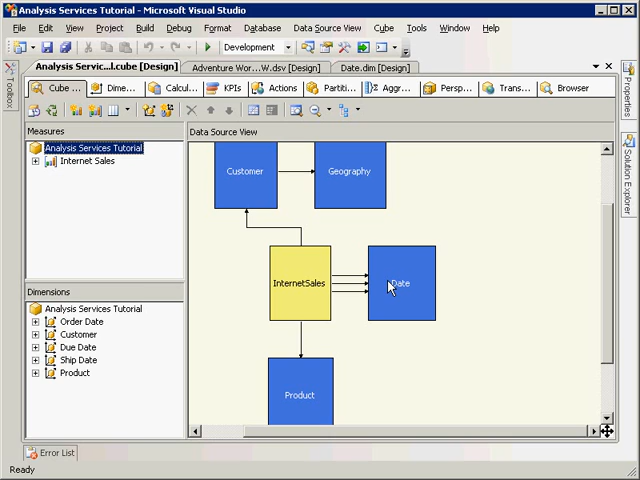 Analysis Services Tutorial - Microsoft Visual Studio
File Edit View Project Build Debug Format Database Data Source View Cube Tools Window Help
Development
Analysis Servic...l.cube [Design] Adventure Wor...W.dsv [Design] Date.dim [Design]
Cube ... Dime... Calcul... KPIs Actions Partiti... Aggr... Persp... Trans... Browser
Toolbox
Measures
Analysis Services Tutorial
Internet Sales
Dimensions
Analysis Services Tutorial
Order Date
Customer
Due Date
Ship Date
Product
Data Source View
Customer
Geography
InternetSales
Date
Product
Properties
Solution Explorer
Error List
Ready